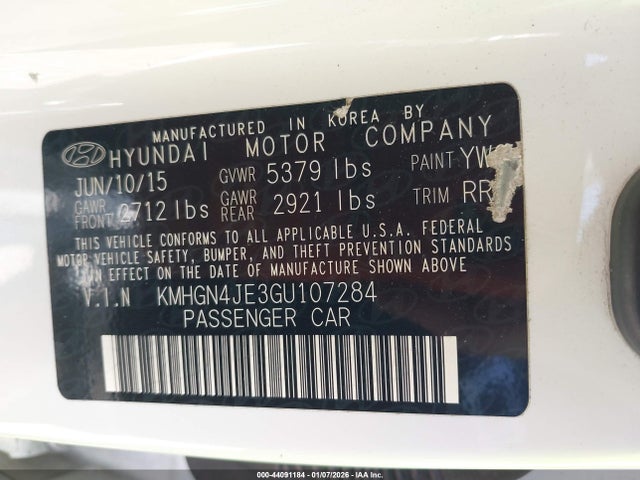 MANUFACTURED IN KOREA BY
HYUNDAI MOTOR COMPANY
JUN/10/15 GVWR 5379 lbs PAINT YW
GAWR FRONT 2712 lbs GAWR REAR 2921 lbs TRIM RR
THIS VEHICLE CONFORMS TO ALL APPLICABLE U.S.A. FEDERAL
MOTOR VEHICLE SAFETY, BUMPER, AND THEFT PREVENTION STANDARDS
IN EFFECT ON THE DATE OF MANUFACTURE SHOWN ABOVE.
V.I.N KMHGN4JE3GU107284
PASSENGER CAR
000-44091184 - 01/07/2026 - IAA Inc.